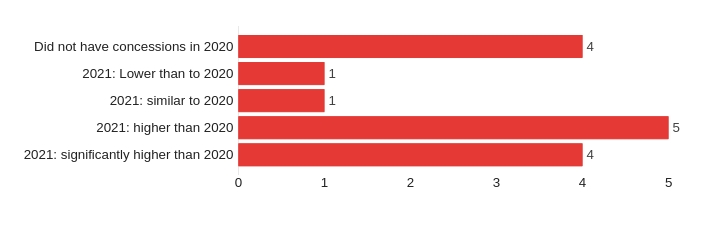 Did not have concessions in 2020 4
2021: Lower than to 2020 1
2021: similar to 2020 1
2021: higher than 2020 5
2021: significantly higher than 2020 4
0 1 2 3 4 5